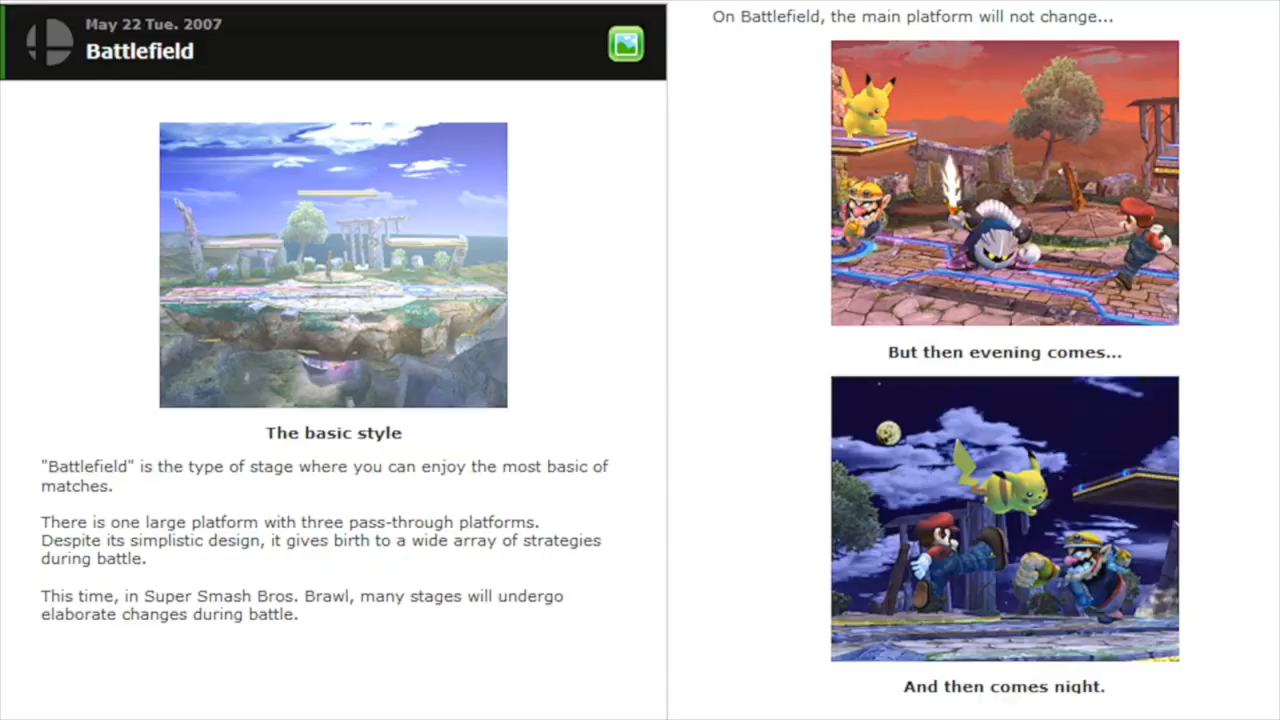 May 22 Tue. 2007
Battlefield
The basic style
"Battlefield" is the type of stage where you can enjoy the most basic of
matches.
There is one large platform with three pass-through platforms.
Despite its simplistic design, it gives birth to a wide array of strategies
during battle.
This time, in Super Smash Bros. Brawl, many stages will undergo
elaborate changes during battle.
On Battlefield, the main platform will not change...
But then evening comes...
And then comes night.